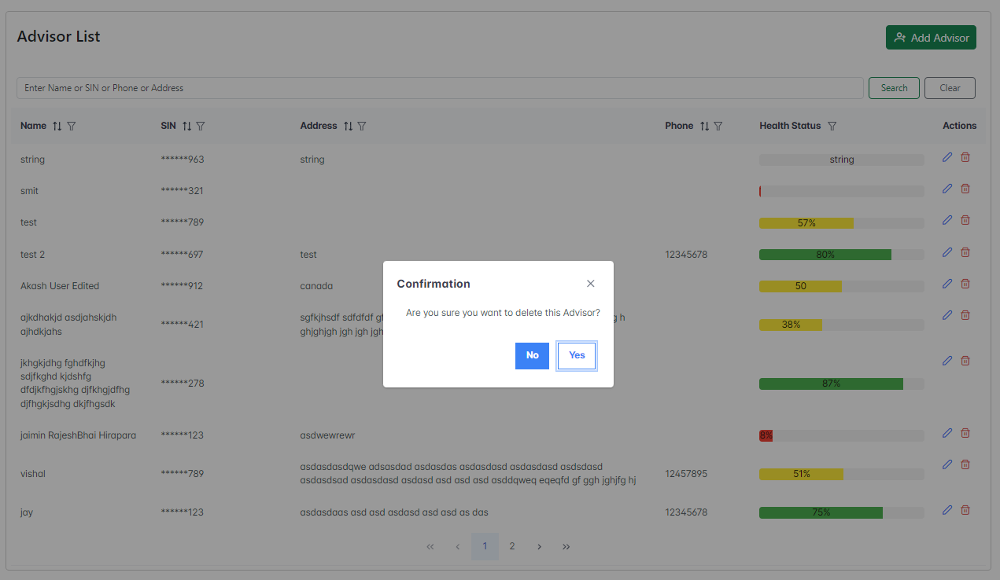 Advisor List
Add Advisor
Enter Name or SIN or Phone or Address
Search
Clear
Name SIN Address Phone Health Status Actions
string ******963 string string
smit ******321
test ******789 57%
test 2 ******697 test 12345678 80%
Akash User Edited ******912 canada 50
ajkdhakjd asdjahskjdh
ajhdkjahs
******421
sgfkjhsdf sdfdfdf
g h
ghjghjgh jgh jgh
38%
jkhgkjdhg fghdfkjhg
sdjfkghd kjdshfg
dfdjkfhgjskhg djfkhgjdfhg
djfhgkjsdhg dkjfhgsdk
******278
87%
Confirmation
Are you sure you want to delete this Advisor?
No
Yes
jaimin RajeshBhai Hirapara ******123 asdwewrewr 8%
vishal
******789
asdasdasdqwe adsasdad asdasdas asdasdasd asdasdasd asdsdasd
asdasdsad asdasdasd asdasd asd asd asd asddqweq eqeqfd gf ggh jghjfg hj
12457895
51%
jay ******123 asdasdaas asd asd asdasd asd asd as das 12345678 75%
1 2